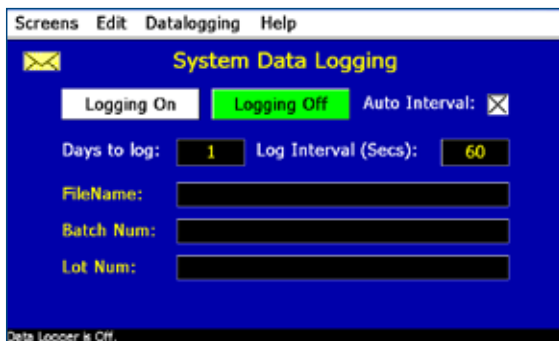 Screens Edit Datalogging Help
System Data Logging
Logging On Logging Off Auto Interval:
Days to log: 1 Log Interval (Secs): 60
FileName:
Batch Num:
Lot Num:
Data Logger is Off.